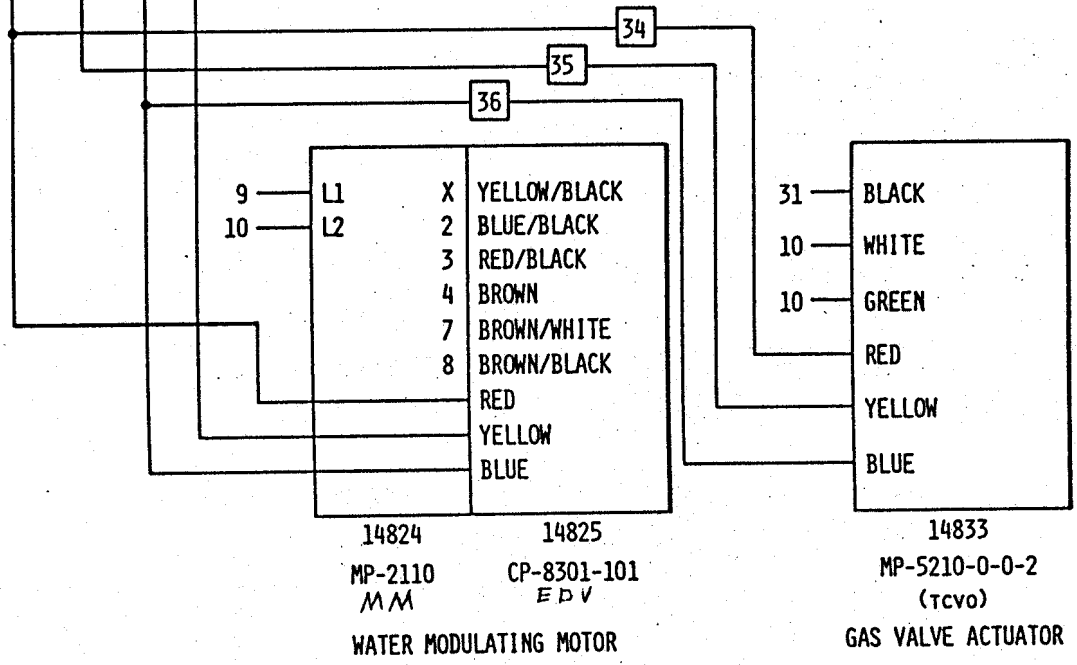 34
35
36
9 L1 X YELLOW/BLACK
10 L2 2 BLUE/BLACK
3 RED/BLACK
4 BROWN
7 BROWN/WHITE
8 BROWN/BLACK
RED
YELLOW
BLUE
14824 14825
MP-2110 CP-8301-101
MM EDV
WATER MODULATING MOTOR
31 BLACK
10 WHITE
10 GREEN
RED
YELLOW
BLUE
14833
MP-5210-0-0-2
(TCVO)
GAS VALVE ACTUATOR